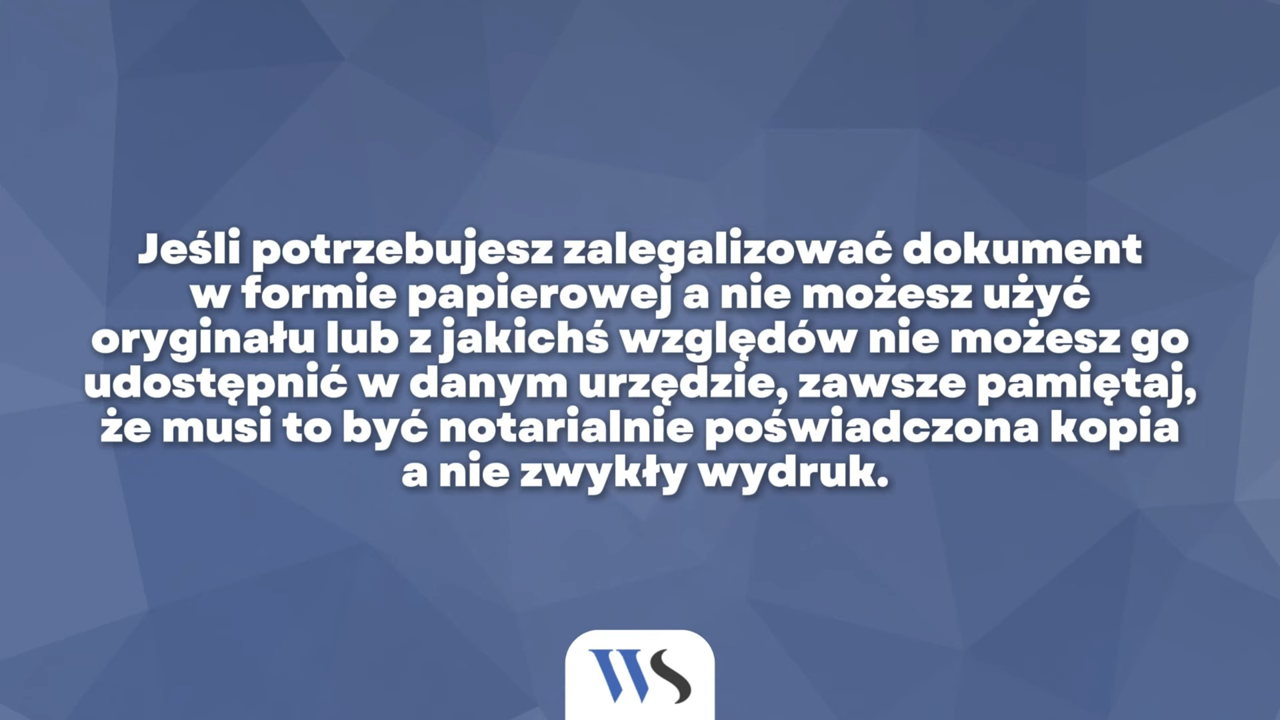 Jeśli potrzebujesz zalegalizować dokument
w formie papierowej a nie możesz użyć
oryginału lub z jakichś względów nie możesz go
udostępnić w danym urzędzie, zawsze pamiętaj,
że musi to być notarialnie poświadczona kopia
a nie zwykły wydruk.
WS